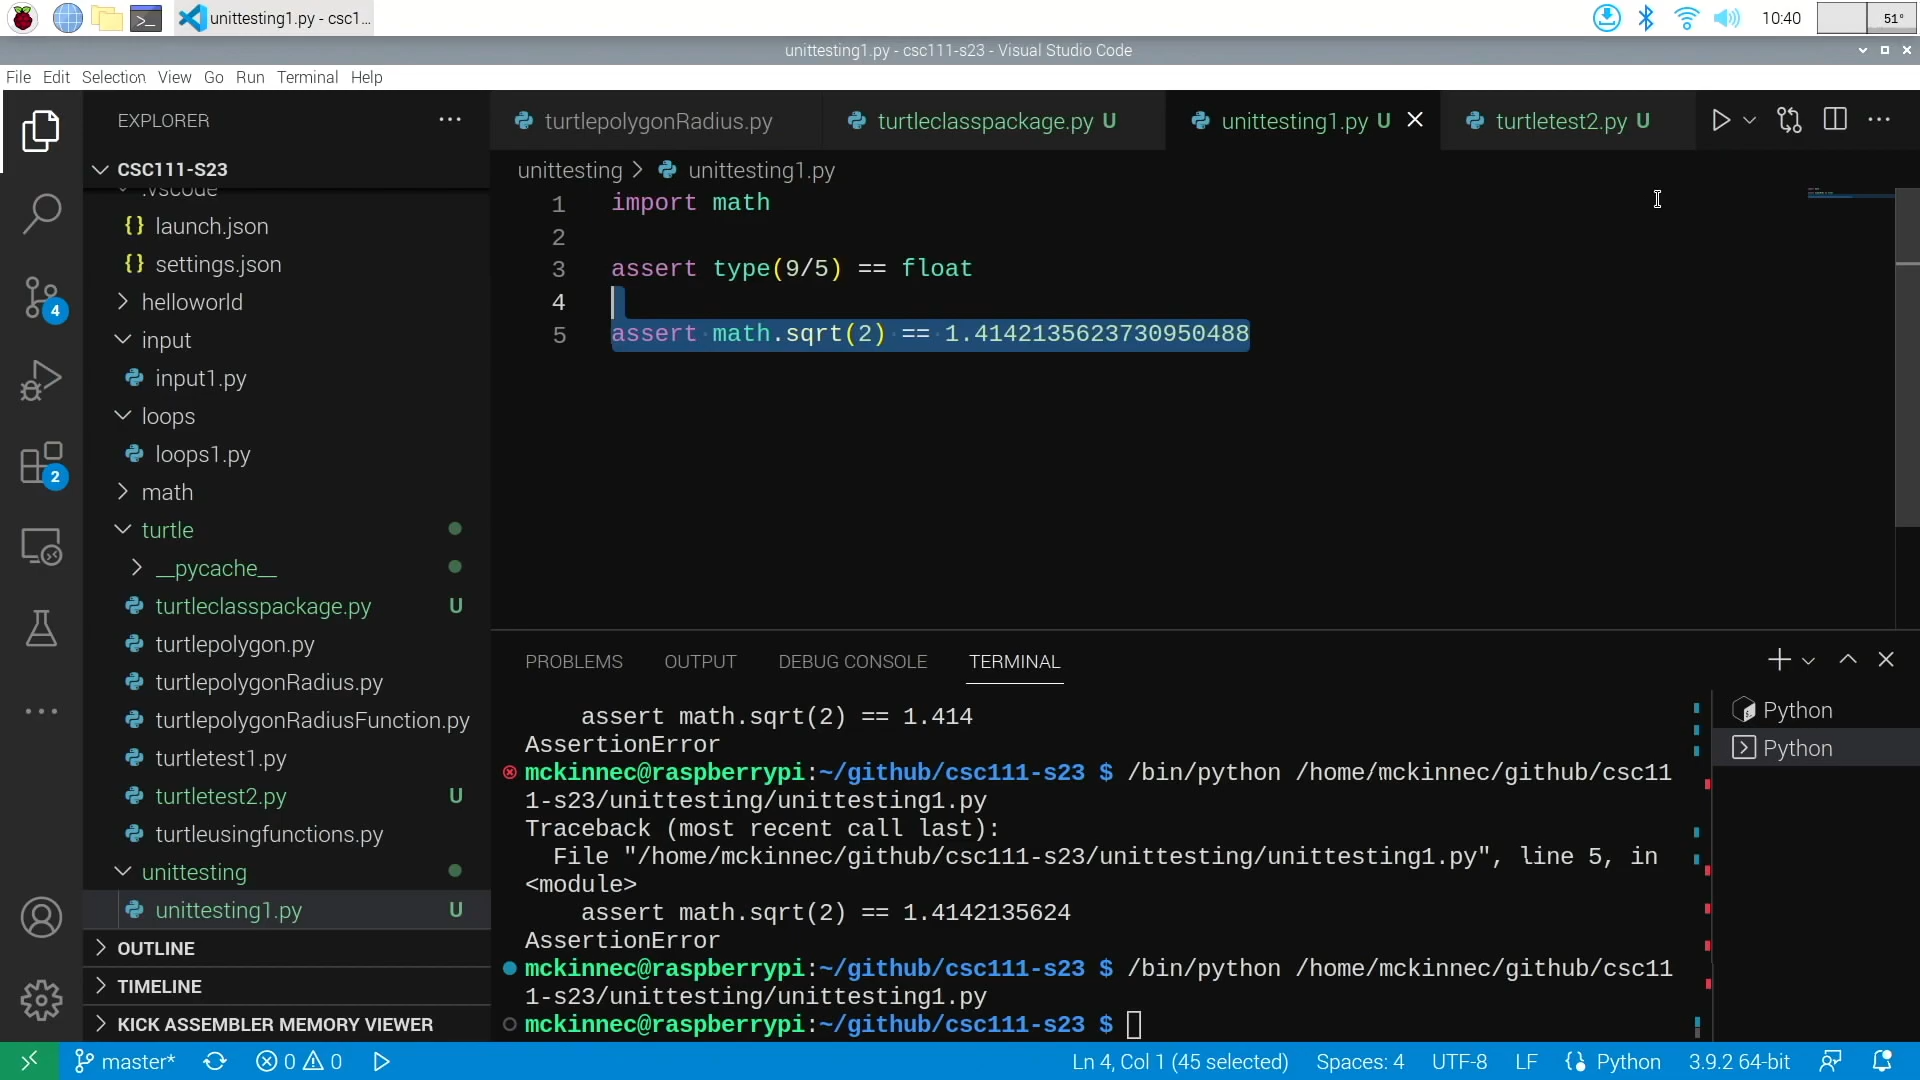 unittesting1.py - csc1...
10:40
51°
unittesting1.py - csc111-s23 - Visual Studio Code
File Edit Selection View Go Run Terminal Help
EXPLORER
CSC111-S23
.vscode
launch.json
settings.json
helloworld
input
input1.py
loops
loops1.py
math
turtle
__pycache__
turtleclasspackage.py U
turtlepolygon.py
turtlepolygonRadius.py
turtlepolygonRadiusFunction.py
turtletest1.py
turtletest2.py U
turtleusingfunctions.py
unittesting
unittesting1.py U
OUTLINE
TIMELINE
KICK ASSEMBLER MEMORY VIEWER
4
2
turtlepolygonRadius.py turtleclasspackage.py U unittesting1.py U turtletest2.py U
unittesting > unittesting1.py
1 import math
2
3 assert type(9/5) == float
4
5 assert math.sqrt(2) == 1.4142135623730950488
PROBLEMS OUTPUT DEBUG CONSOLE TERMINAL
assert math.sqrt(2) == 1.414
AssertionError
mckinnec@raspberrypi:~/github/csc111-s23 $ /bin/python /home/mckinnec/github/csc11
1-s23/unittesting/unittesting1.py
Traceback (most recent call last):
File "/home/mckinnec/github/csc111-s23/unittesting/unittesting1.py", line 5, in
<module>
assert math.sqrt(2) == 1.4142135624
AssertionError
mckinnec@raspberrypi:~/github/csc111-s23 $ /bin/python /home/mckinnec/github/csc11
1-s23/unittesting/unittesting1.py
mckinnec@raspberrypi:~/github/csc111-s23 $
Python
Python
master* 0 0 Ln 4, Col 1 (45 selected) Spaces: 4 UTF-8 LF Python 3.9.2 64-bit